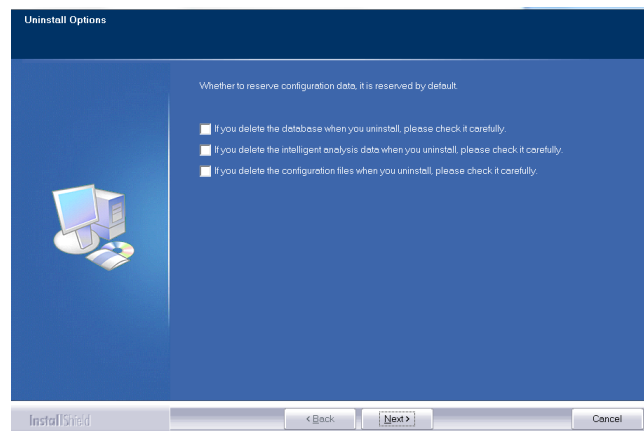 Uninstall Options
Whether to reserve configuration data, it is reserved by default.
If you delete the database when you uninstall, please check it carefully.
If you delete the intelligent analysis data when you uninstall, please check it carefully.
If you delete the configuration files when you uninstall, please check it carefully.
InstallShield
< Back
Next >
Cancel